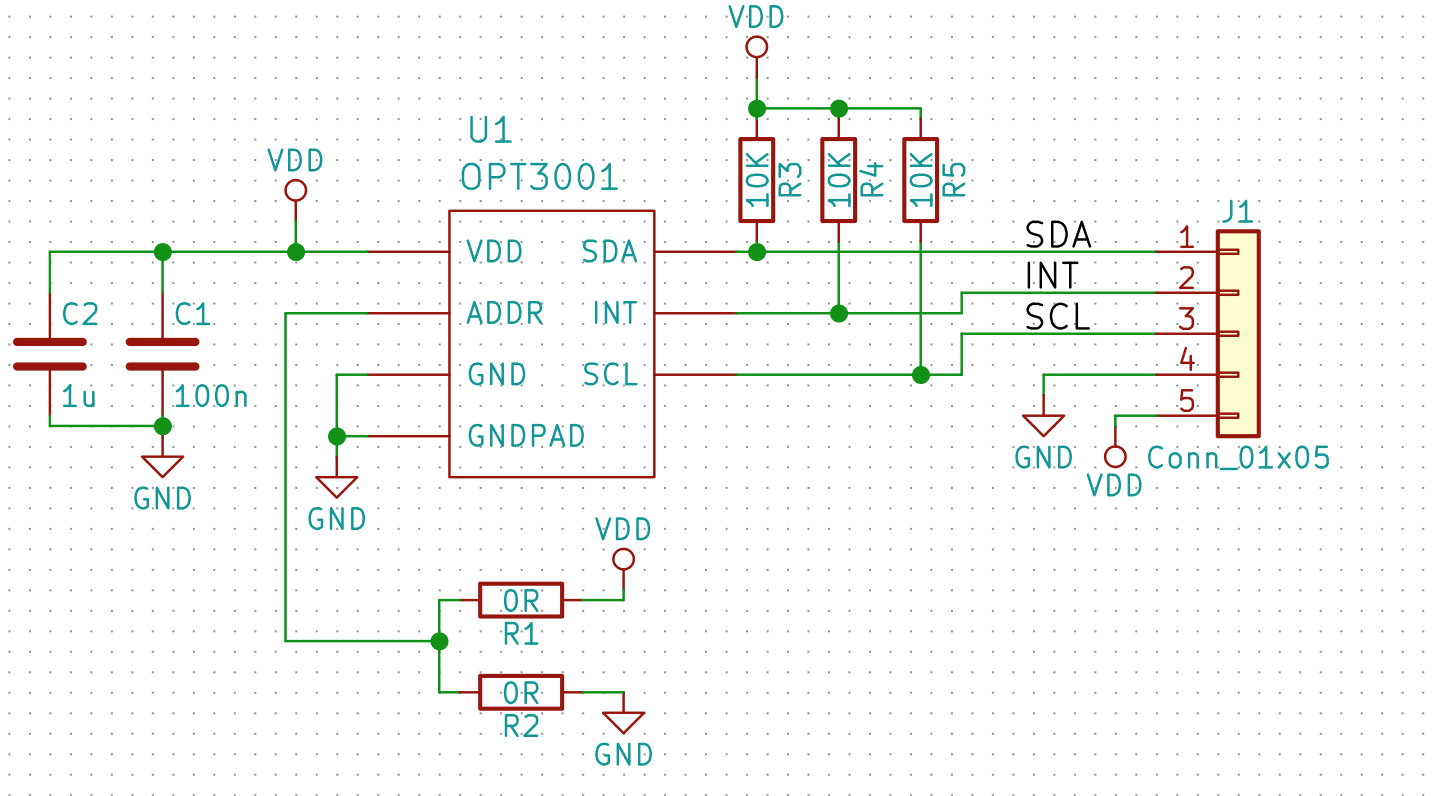 VDD
U1
OPT3001
VDD
10K
R3
10K
R4
10K
R5
J1
VDD
ADDR
GND
GNDPAD
SDA
INT
SCL
SDA
INT
SCL
1
2
3
4
5
C2
1u
C1
100n
GND
GND
GND
VDD
Conn_01x05
VDD
0R
R1
0R
R2
GND